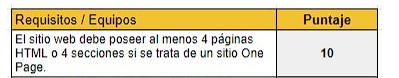 Requisitos / Equipos Puntaje
El sitio web debe poseer al menos 4 páginas
HTML o 4 secciones si se trata de un sitio One 10
Page.